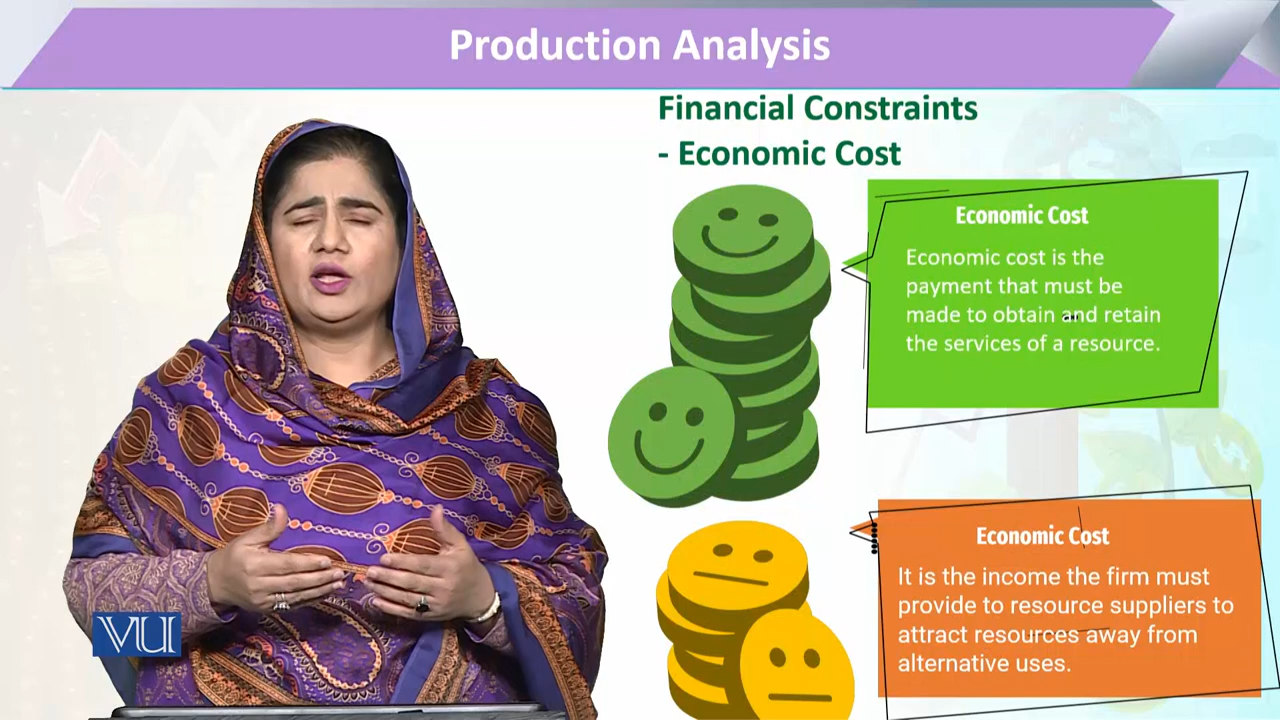 Production Analysis
Financial Constraints
- Economic Cost
Economic Cost
Economic cost is the
payment that must be
made to obtain and retain
the services of a resource.
Economic Cost
It is the income the firm must
provide to resource suppliers to
attract resources away from
alternative uses.
VU